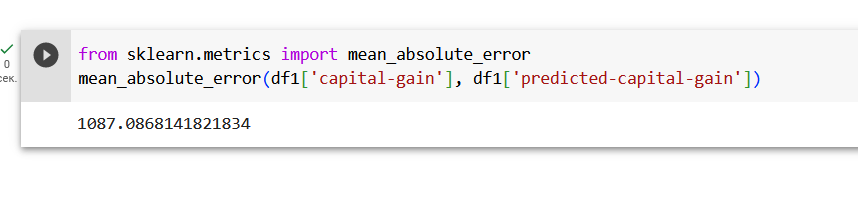 from sklearn.metrics import mean_absolute_error
0
сек.
mean_absolute_error(df1['capital-gain'], df1['predicted-capital-gain'])
1087.0868141821834